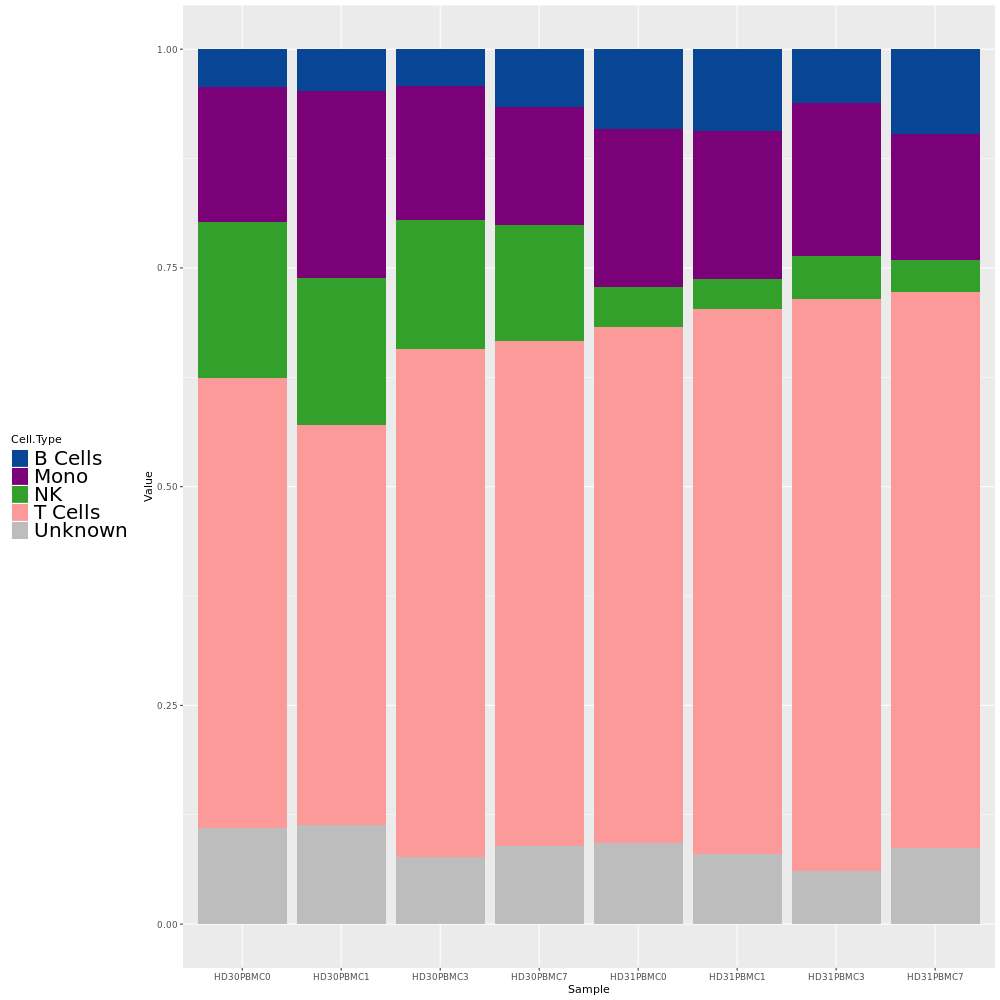 Cell.Type
B Cells
Mono
NK
T Cells
Unknown
Value
1.00
0.75
0.50
0.25
0.00
HD30PBMC0 HD30PBMC1 HD30PBMC3 HD30PBMC7 HD31PBMC0 HD31PBMC1 HD31PBMC3 HD31PBMC7
Sample